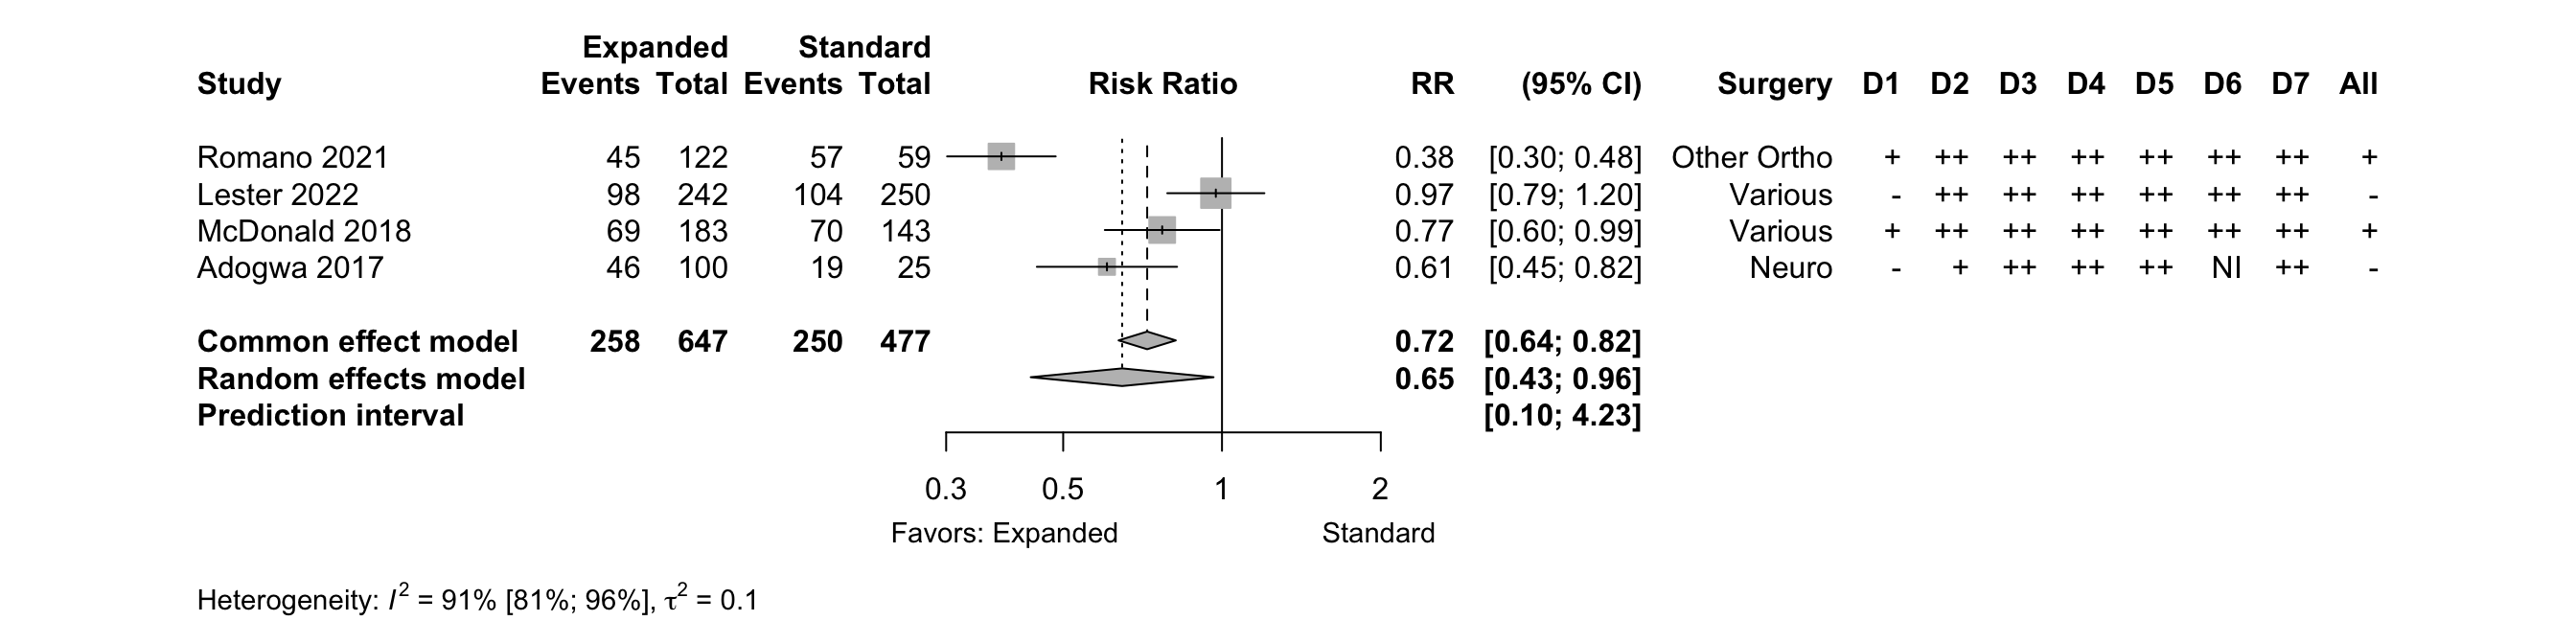 Expanded Standard
Study Events Total Events Total Risk Ratio RR (95% CI) Surgery D1 D2 D3 D4 D5 D6 D7 All
Romano 2021 45 122 57 59 0.38 [0.30; 0.48] Other Ortho + ++ ++ ++ ++ ++ ++ +
Lester 2022 98 242 104 250 0.97 [0.79; 1.20] Various - ++ ++ ++ ++ ++ ++ -
McDonald 2018 69 183 70 143 0.77 [0.60; 0.99] Various + ++ ++ ++ ++ ++ ++ +
Adogwa 2017 46 100 19 25 0.61 [0.45; 0.82] Neuro - + ++ ++ ++ NI ++ -
Common effect model 258 647 250 477 0.72 [0.64; 0.82]
Random effects model 0.65 [0.43; 0.96]
Prediction interval [0.10; 4.23]
0.3 0.5 1 2
Favors: Expanded Standard
Heterogeneity: I² = 91% [81%; 96%], τ² = 0.1